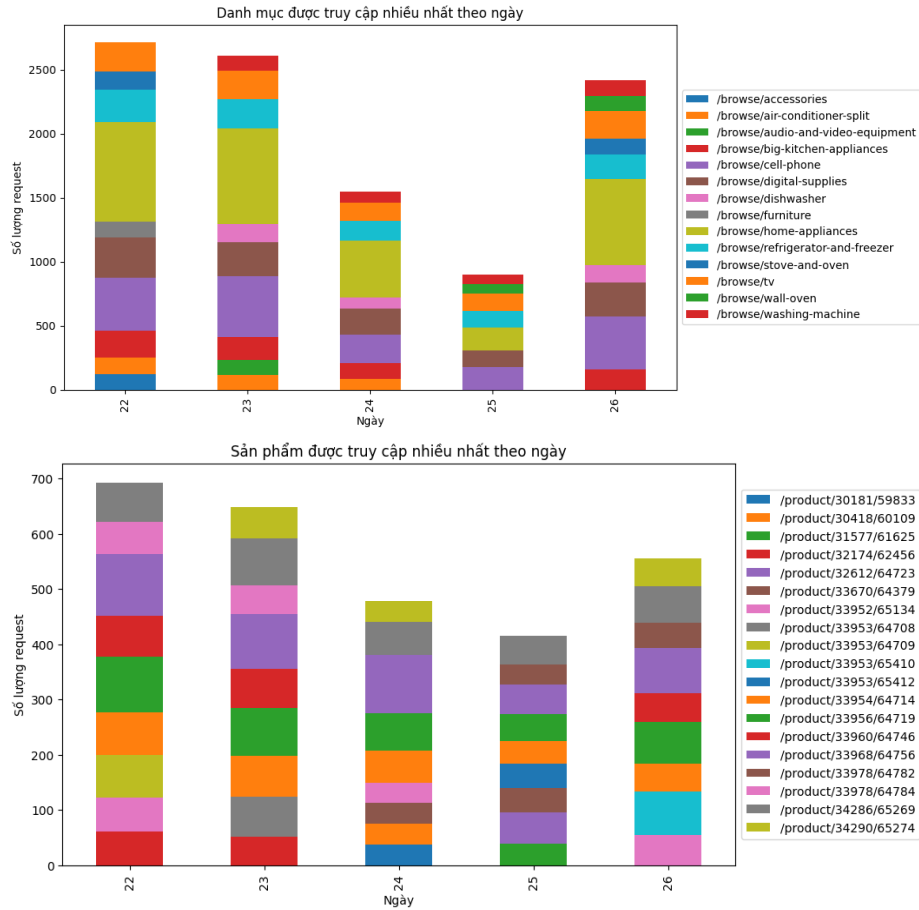 Danh mục được truy cập nhiều nhất theo ngày
Số lượng request
2500
2000
1500
1000
500
0
22
23
24
25
26
Ngày
/browse/accessories
/browse/air-conditioner-split
/browse/audio-and-video-equipment
/browse/big-kitchen-appliances
/browse/cell-phone
/browse/digital-supplies
/browse/dishwasher
/browse/furniture
/browse/home-appliances
/browse/refrigerator-and-freezer
/browse/stove-and-oven
/browse/tv
/browse/wall-oven
/browse/washing-machine
Sản phẩm được truy cập nhiều nhất theo ngày
Số lượng request
700
600
500
400
300
200
100
0
22
23
24
25
26
Ngày
/product/30181/59833
/product/30418/60109
/product/31577/61625
/product/32174/62456
/product/32612/64723
/product/33670/64379
/product/33952/65134
/product/33953/64708
/product/33953/64709
/product/33953/65410
/product/33953/65412
/product/33954/64714
/product/33956/64719
/product/33960/64746
/product/33968/64756
/product/33978/64782
/product/33978/64784
/product/34286/65269
/product/34290/65274